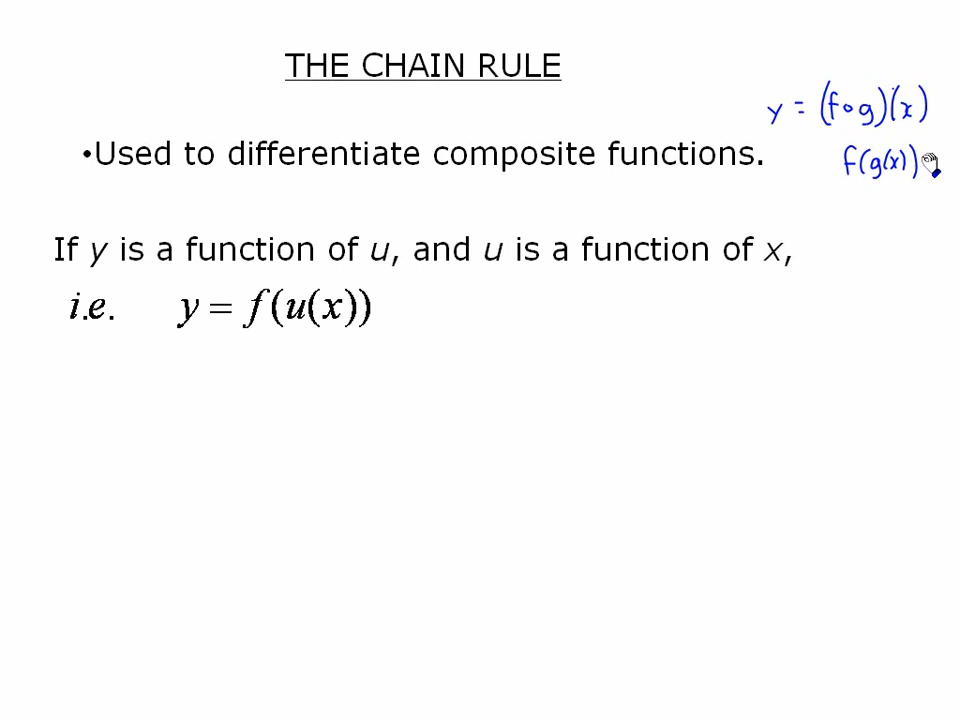 THE CHAIN RULE
y = (f∘g)(x)
•Used to differentiate composite functions.
f(g(x))
If y is a function of u, and u is a function of x,
i.e. y = f(u(x))